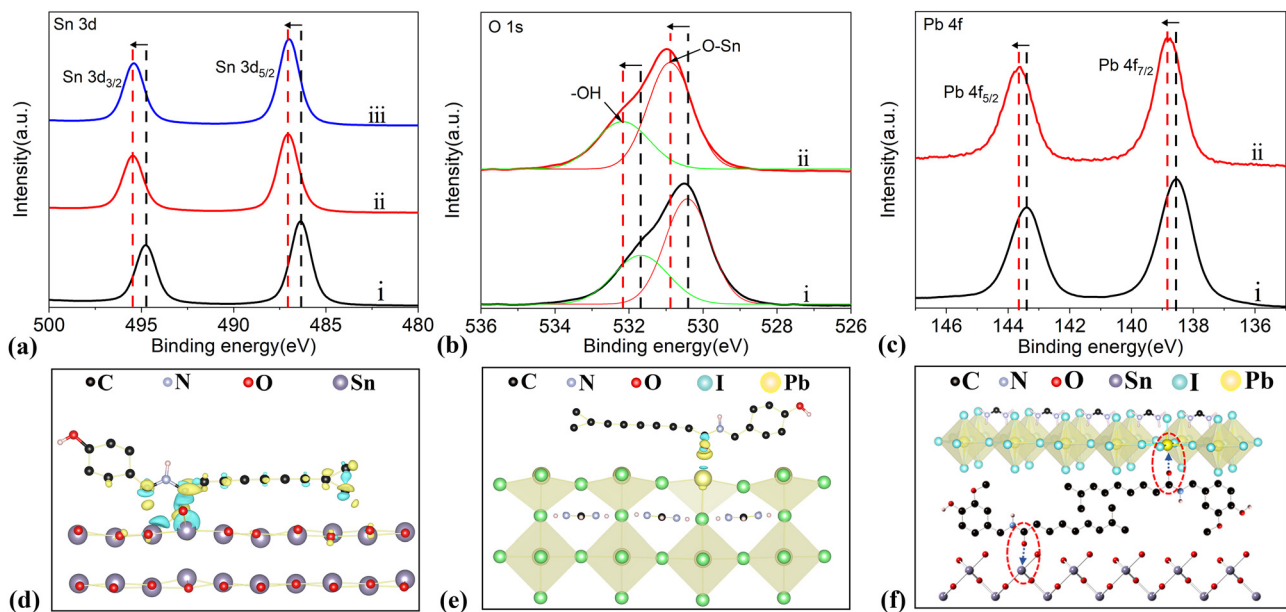 Sn 3d
Sn 3d3/2
Sn 3d5/2
iii
ii
i
Intensity(a.u.)
500 495 490 485 480
Binding energy(eV)
(a)
O 1s
O-Sn
-OH
ii
i
Intensity(a.u.)
536 534 532 530 528 526
Binding energy(eV)
(b)
Pb 4f
Pb 4f7/2
Pb 4f5/2
ii
i
Intensity(a.u.)
146 144 142 140 138 136
Binding energy(eV)
(c)
C N O Sn
(d)
C N O I Pb
(e)
C N O Sn I Pb
(f)